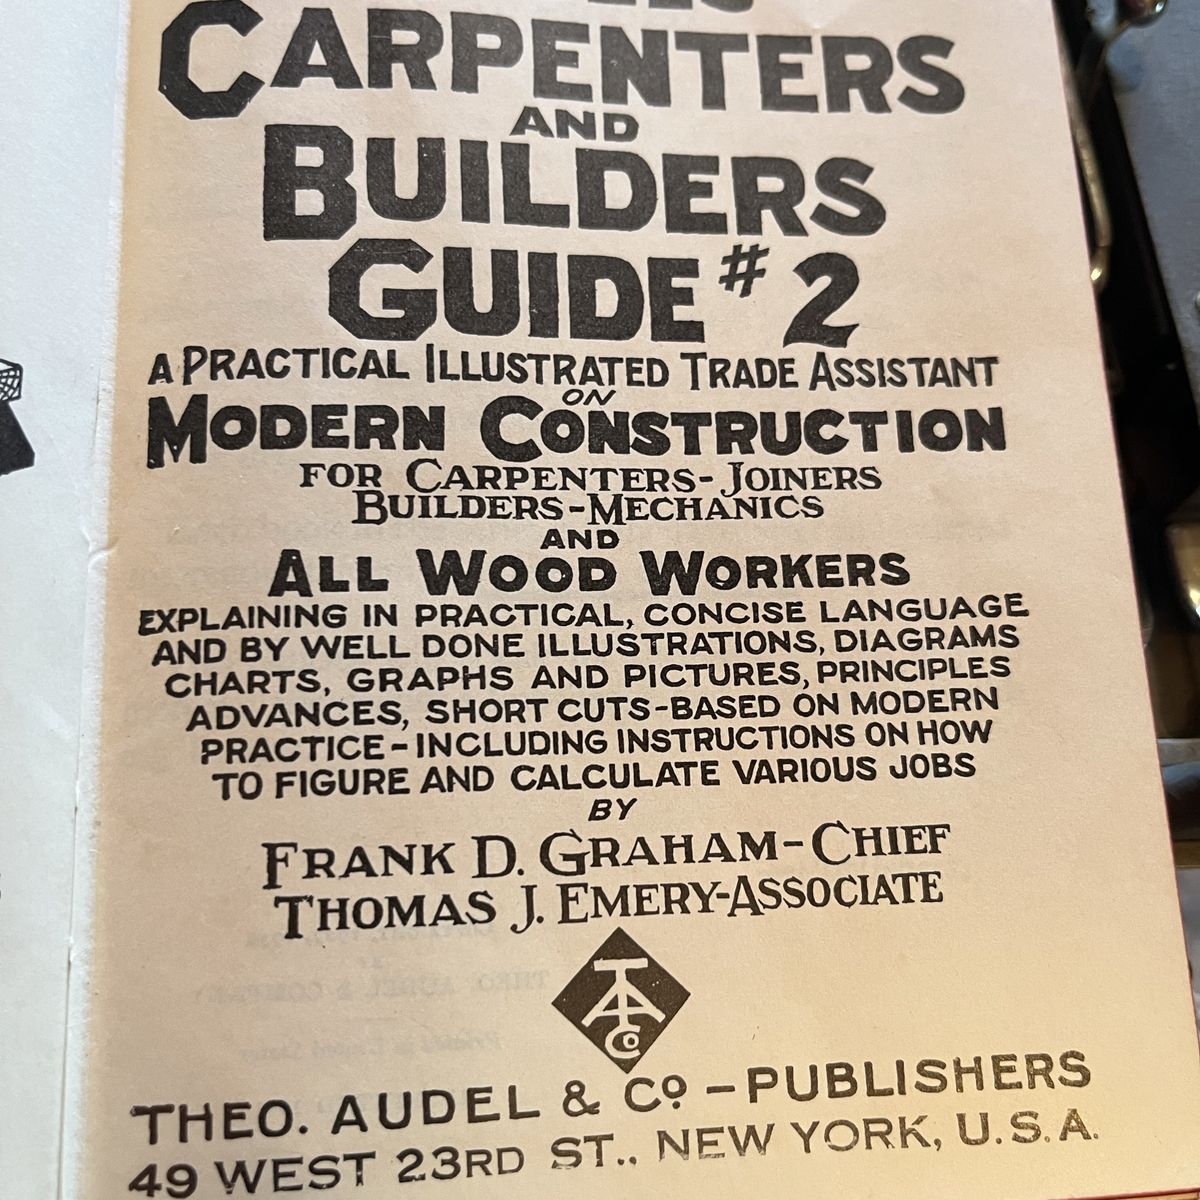 CARPENTERS
AND
BUILDERS
GUIDE #2
A PRACTICAL ILLUSTRATED TRADE ASSISTANT
ON
MODERN CONSTRUCTION
FOR CARPENTERS-JOINERS
BUILDERS-MECHANICS
AND
ALL WOOD WORKERS
EXPLAINING IN PRACTICAL, CONCISE LANGUAGE
AND BY WELL DONE ILLUSTRATIONS, DIAGRAMS
CHARTS, GRAPHS AND PICTURES, PRINCIPLES
ADVANCES, SHORT CUTS-BASED ON MODERN
PRACTICE-INCLUDING INSTRUCTIONS ON HOW
TO FIGURE AND CALCULATE VARIOUS JOBS
BY
FRANK D. GRAHAM-CHIEF
THOMAS J. EMERY-ASSOCIATE
TACo
THEO. AUDEL & Co - PUBLISHERS
49 WEST 23RD ST., NEW YORK, U.S.A.